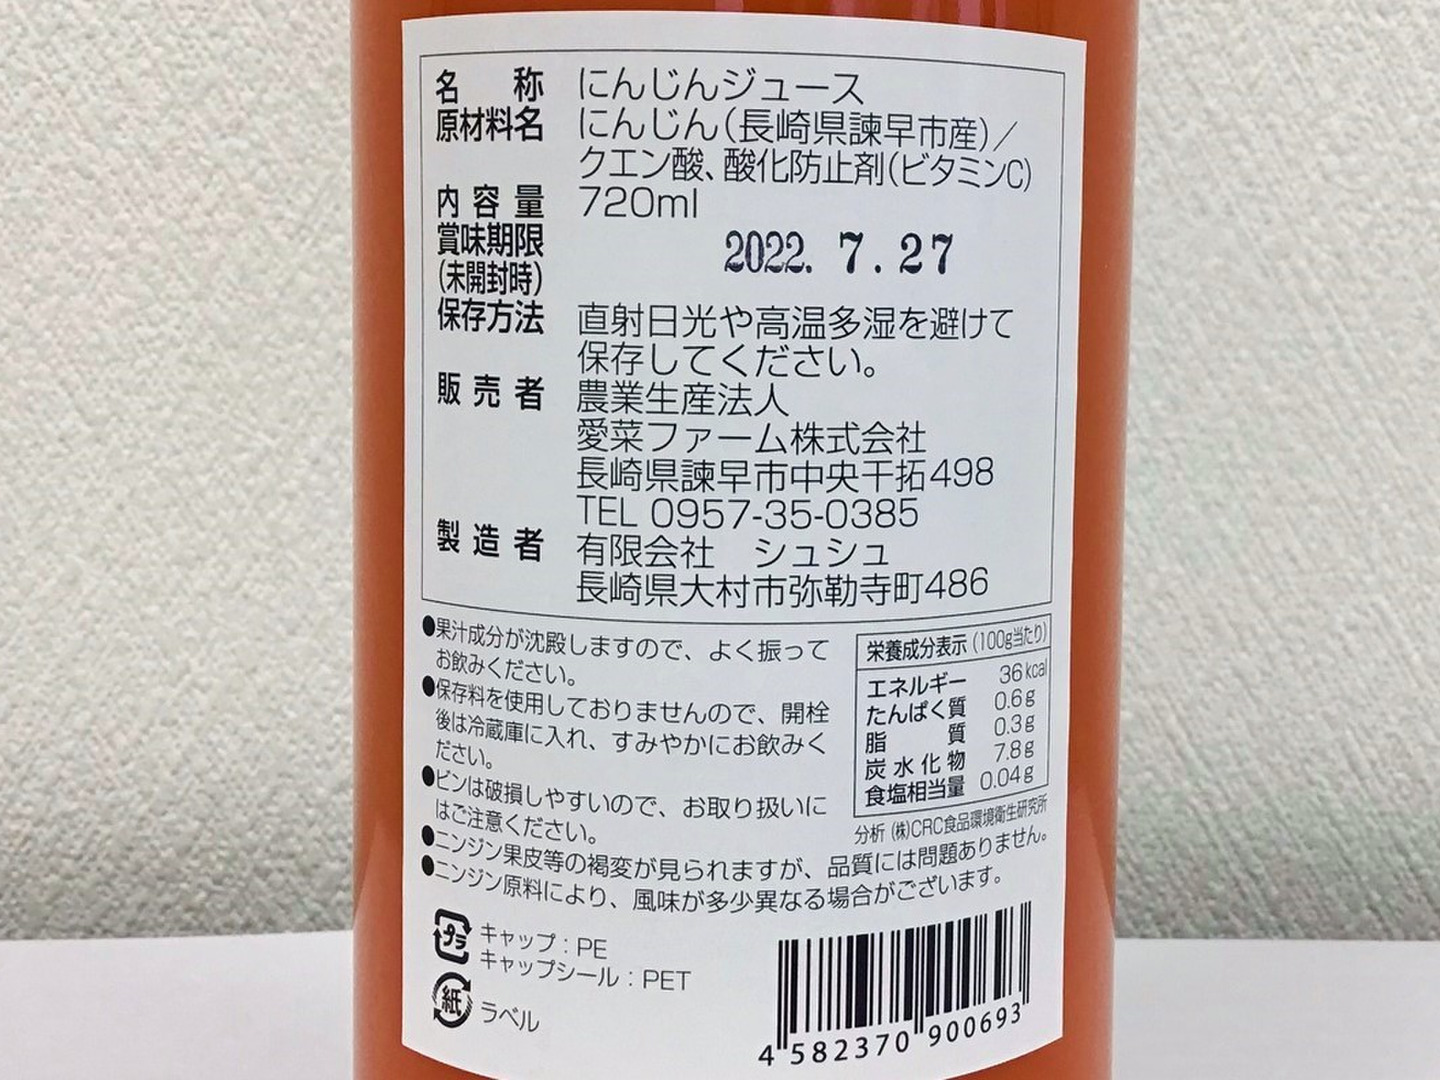 名称 にんじんジュース
原材料名 にんじん(長崎県諫早市産)/
クエン酸、酸化防止剤(ビタミンC)
内容量 720ml
賞味期限 2022. 7. 27
(未開封時)
保存方法 直射日光や高温多湿を避けて
保存してください。
販売者 農業生産法人
愛菜ファーム株式会社
長崎県諫早市中央干拓498
TEL 0957-35-0385
製造者 有限会社 シュシュ
長崎県大村市弥勒寺町486
●果汁成分が沈殿しますので、よく振って
お飲みください。
●保存料を使用しておりませんので、開栓
後は冷蔵庫に入れ、すみやかにお飲みく
ださい。
●ビンは破損しやすいので、お取り扱いに
はご注意ください。
●ニンジン果皮等の褐変が見られますが、品質には問題ありません。
●ニンジン原料により、風味が多少異なる場合がございます。
栄養成分表示(100g当たり)
エネルギー 36kcal
たんぱく質 0.6g
脂質 0.3g
炭水化物 7.8g
食塩相当量 0.04g
分析 (株)CRC食品環境衛生研究所
プラ キャップ:PE
キャップシール:PET
紙 ラベル
4 582370 900693